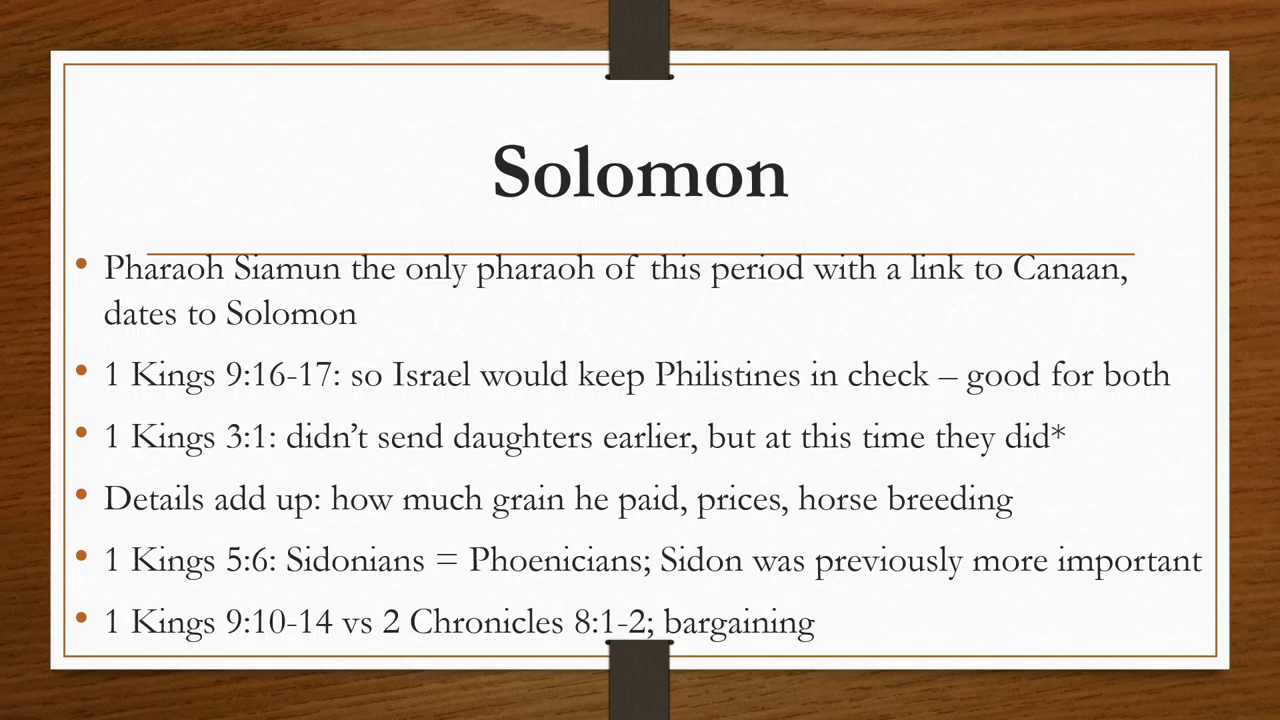 Solomon
• Pharaoh Siamun the only pharaoh of this period with a link to Canaan,
dates to Solomon
• 1 Kings 9:16-17: so Israel would keep Philistines in check – good for both
• 1 Kings 3:1: didn’t send daughters earlier, but at this time they did*
• Details add up: how much grain he paid, prices, horse breeding
• 1 Kings 5:6: Sidonians = Phoenicians; Sidon was previously more important
• 1 Kings 9:10-14 vs 2 Chronicles 8:1-2; bargaining